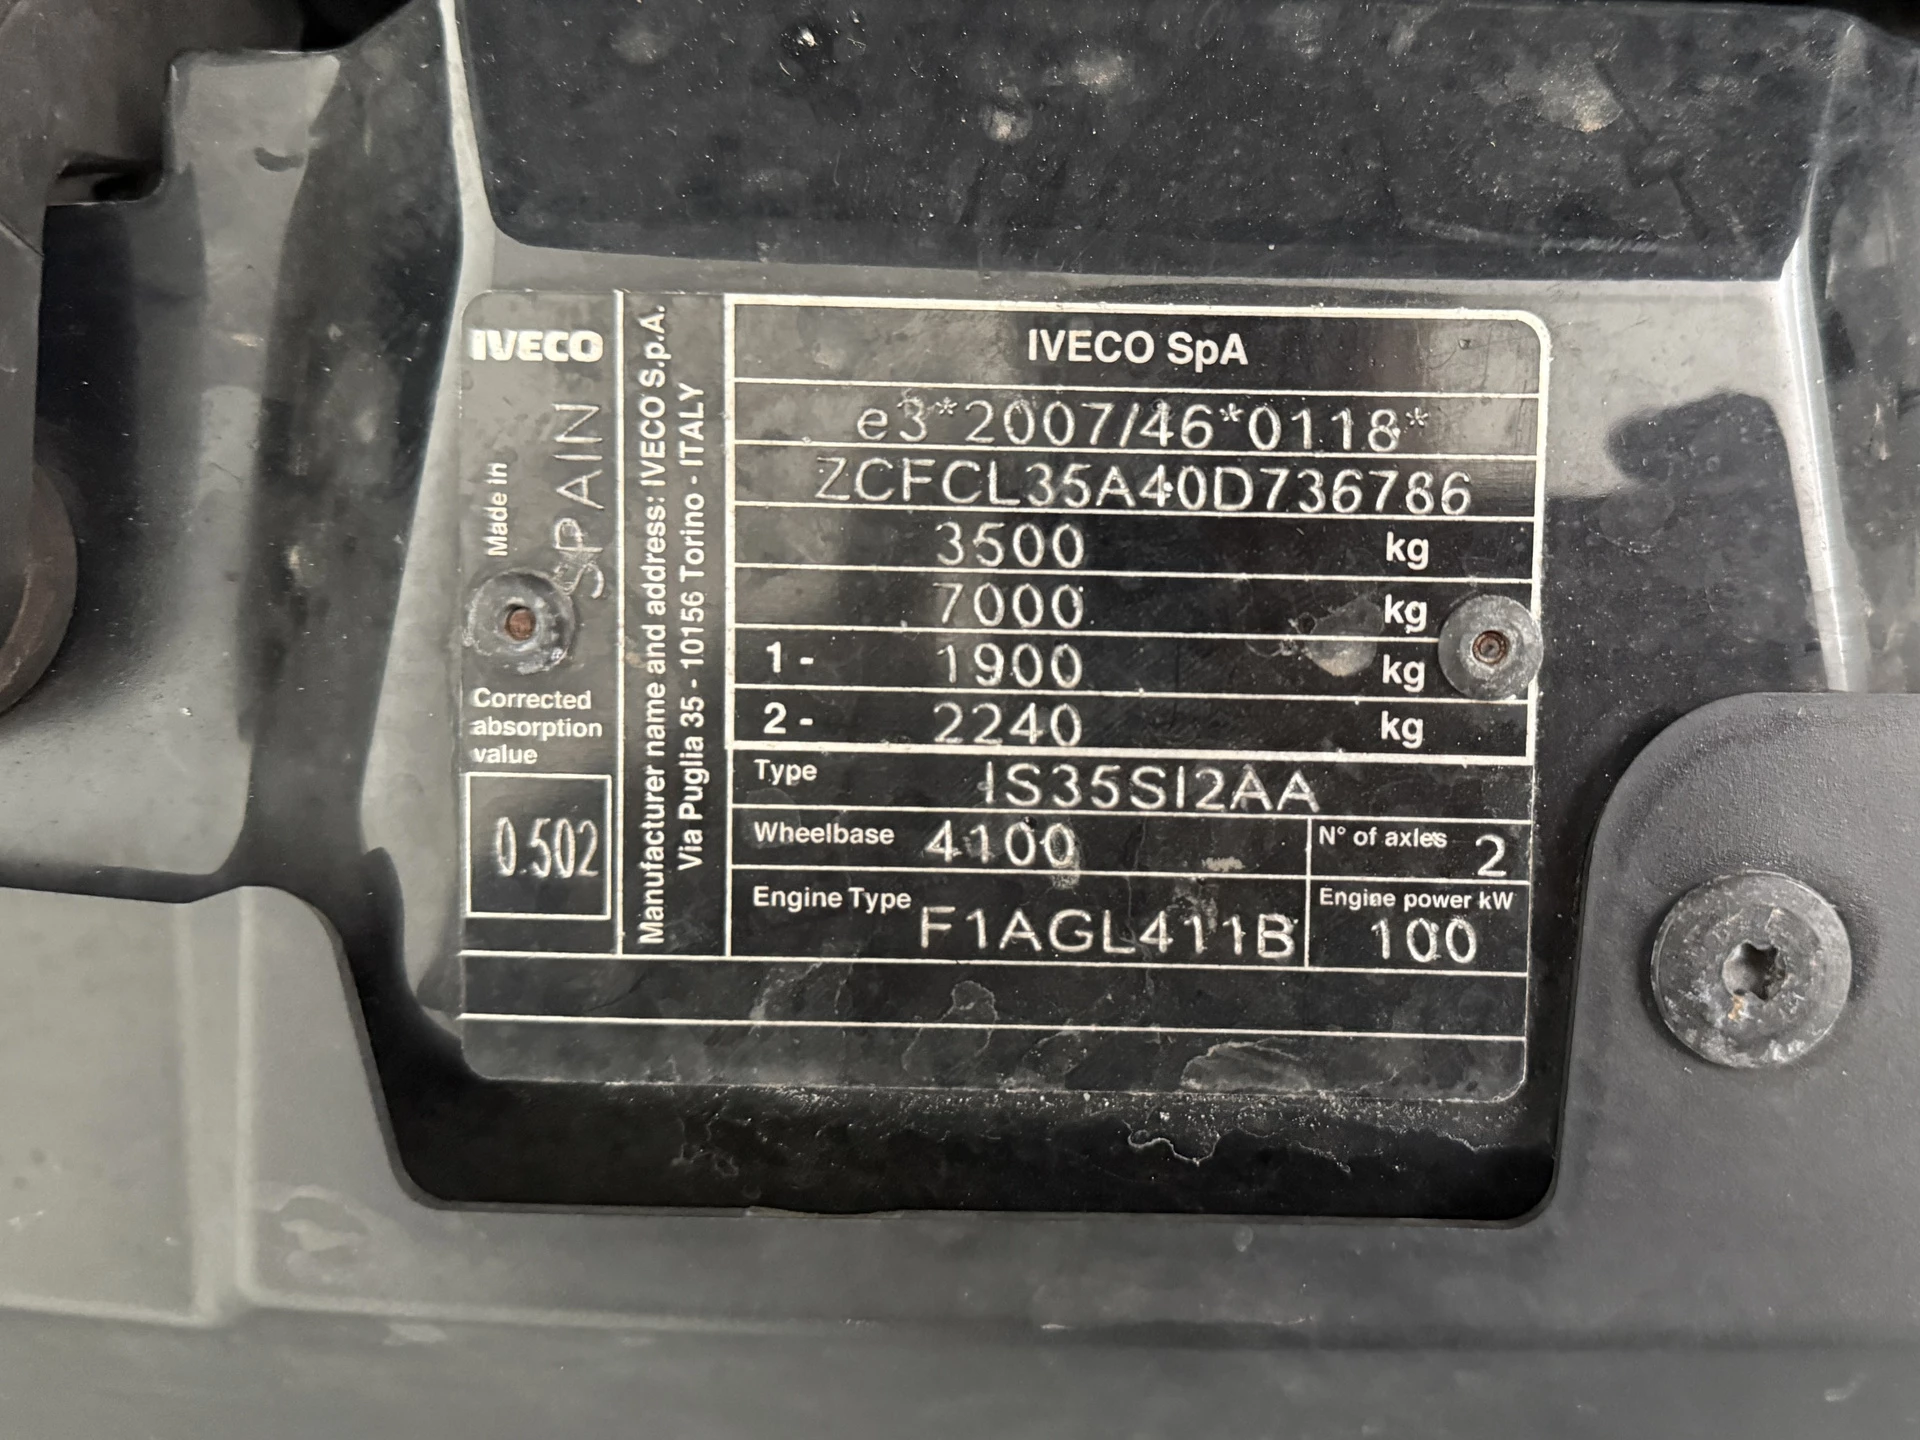 IVECO
Made in SPAIN
Corrected
absorption
value
0.502
Manufacturer name and address: IVECO S.p.A.
Via Puglia 35 - 10156 Torino - ITALY
IVECO SpA
e3*2007/46*0118*
ZCFCL35A40D736786
3500 kg
7000 kg
1 - 1900 kg
2 - 2240 kg
Type IS35SI2AA
Wheelbase 4100 N° of axles 2
Engine Type F1AGL411B Engine power kW 100